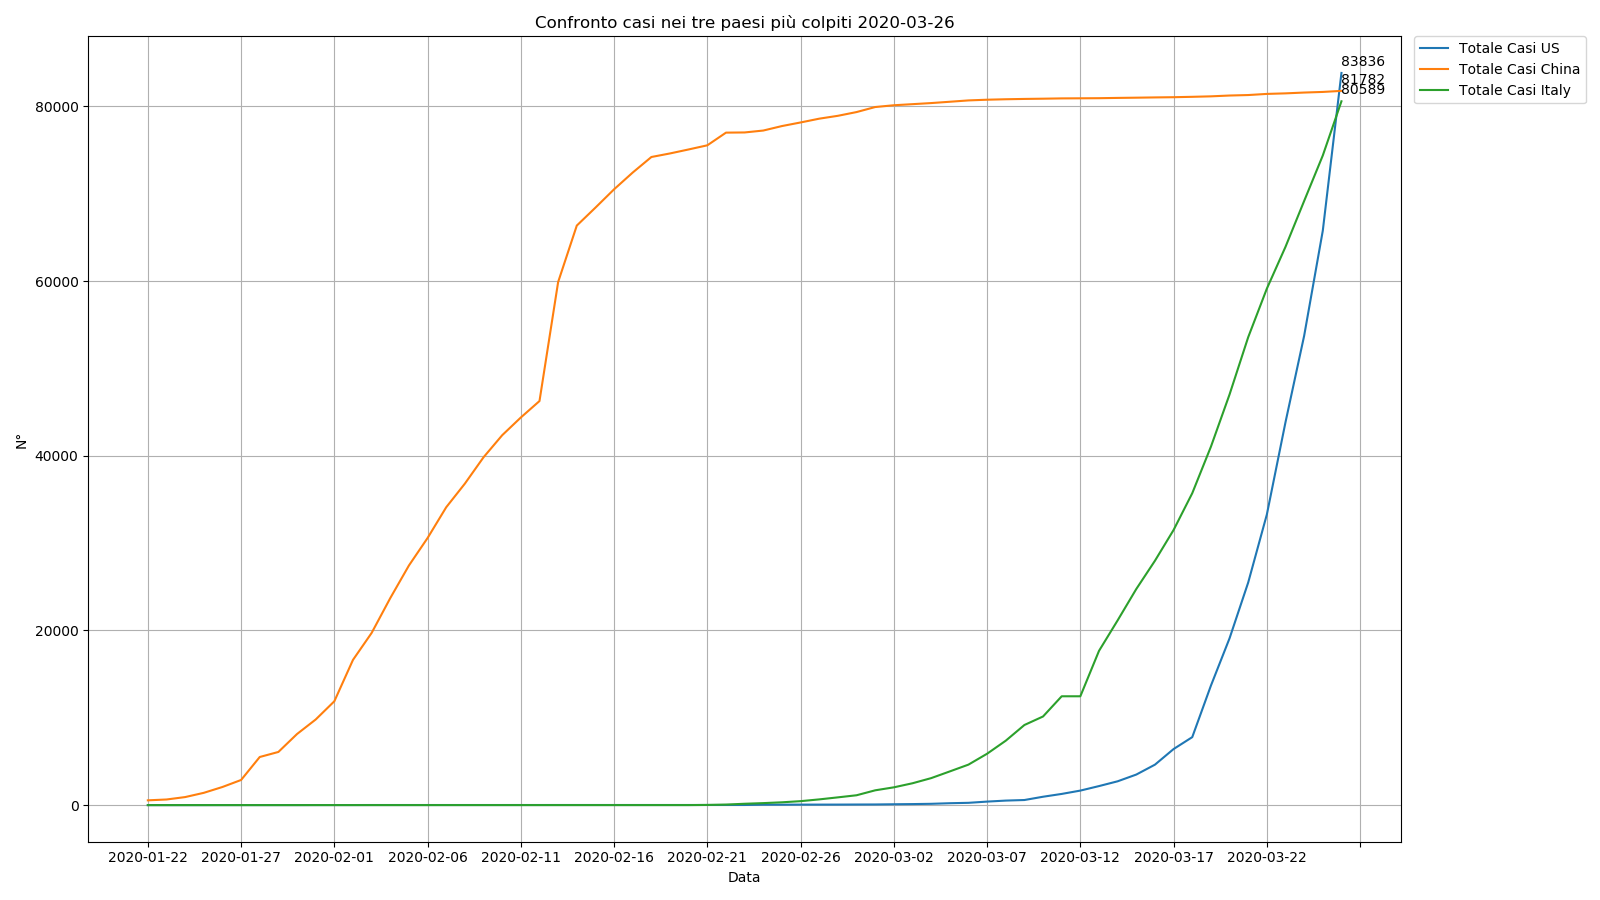 Confronto casi nei tre paesi più colpiti 2020-03-26
Totale Casi US
Totale Casi China
Totale Casi Italy
83836
81782
80589
80000
60000
40000
20000
0
N°
2020-01-22 2020-01-27 2020-02-01 2020-02-06 2020-02-11 2020-02-16 2020-02-21 2020-02-26 2020-03-02 2020-03-07 2020-03-12 2020-03-17 2020-03-22
Data